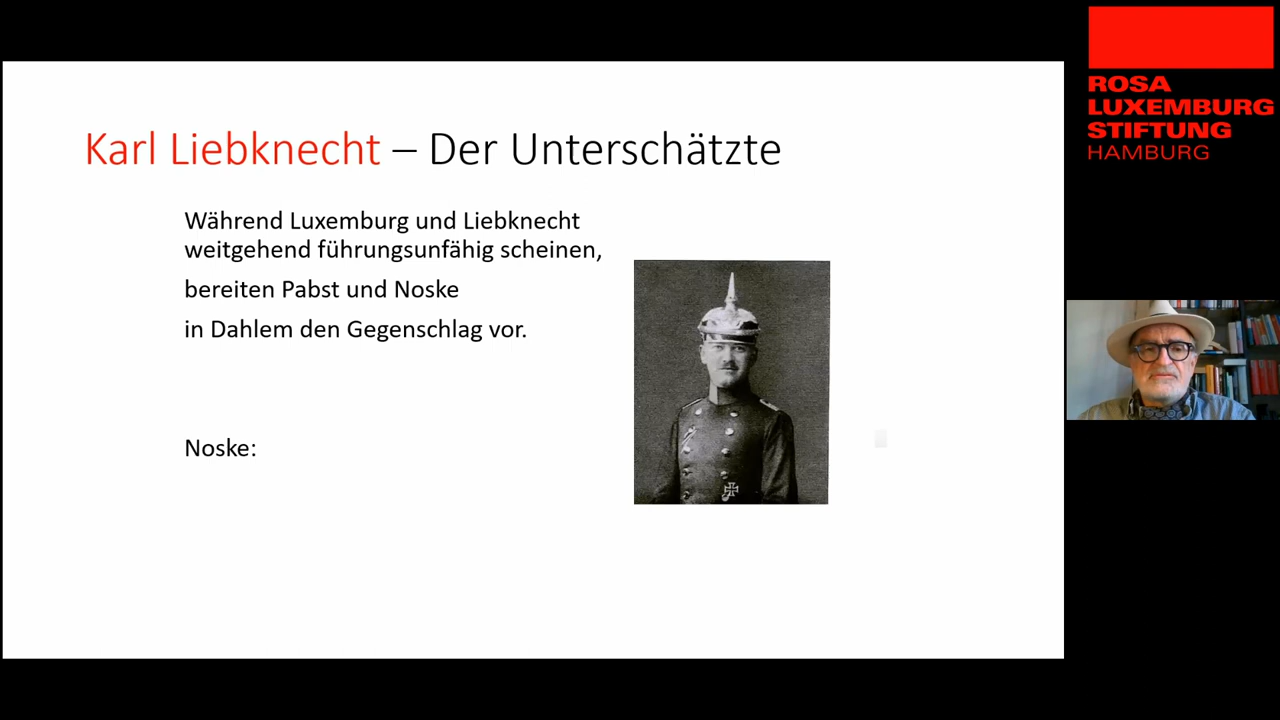 Karl Liebknecht – Der Unterschätzte
Während Luxemburg und Liebknecht
weitgehend führungsunfähig scheinen,
bereiten Pabst und Noske
in Dahlem den Gegenschlag vor.
Noske:
ROSA
LUXEMBURG
STIFTUNG
HAMBURG